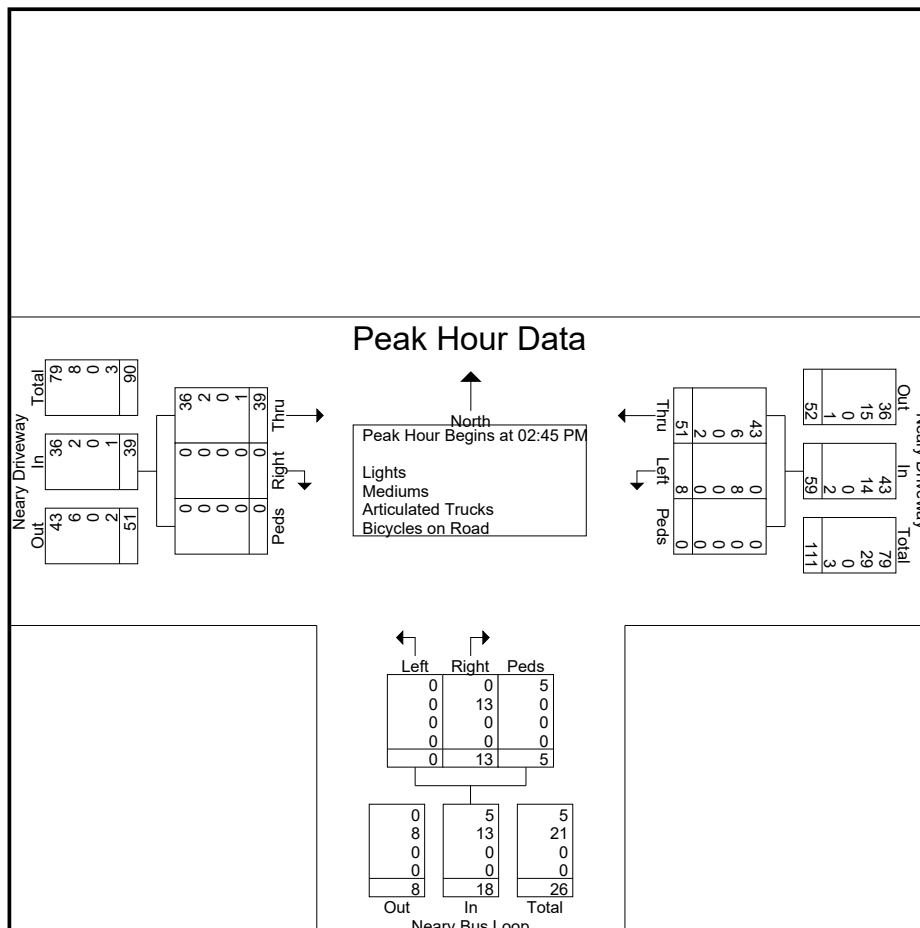 Peak Hour Data
North
Peak Hour Begins at 02:45 PM
Lights
Mediums
Articulated Trucks
Bicycles on Road
Neary Driveway
Out In Total
43 36 79
6 2 8
0 0 0
2 1 3
51 39 90
Peds Right Thru
0 0 36
0 0 2
0 0 0
0 0 1
0 0 39
Neary Driveway
Out In Total
36 43 79
15 14 29
0 0 0
1 2 3
52 59 111
Thru Left Peds
43 0 0
6 8 0
0 0 0
2 0 0
51 8 0
Left Right Peds
0 0 5
0 13 0
0 0 0
0 0 0
0 13 5
0 5 5
8 13 21
0 0 0
0 0 0
8 18 26
Out In Total
Neary Bus Loop